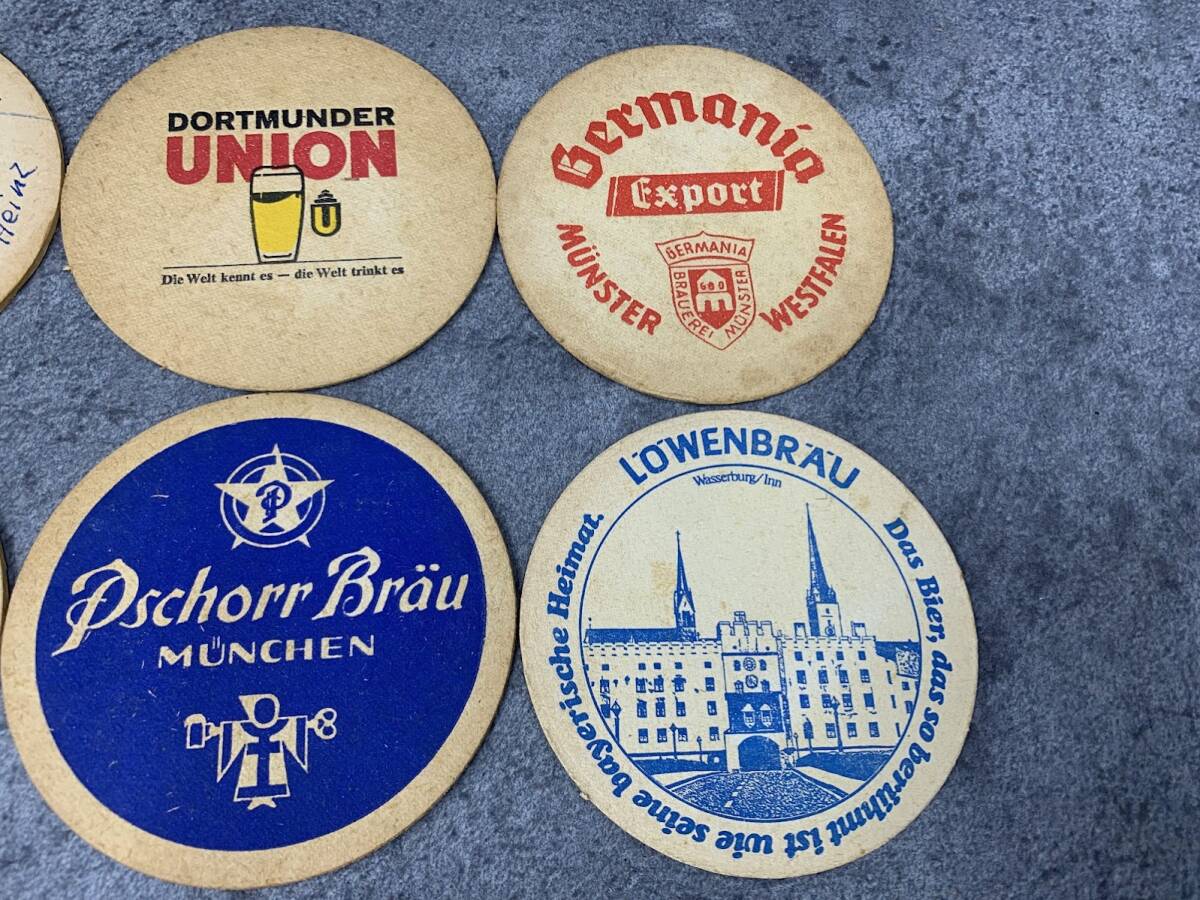 Heinz
DORTMUNDER
UNION
U
Die Welt kennt es — die Welt trinkt es
Germania
Export
MÜNSTER WESTFALEN
GERMANIA
BRAUEREI MÜNSTER
P
Pschorr Bräu
MÜNCHEN
LÖWENBRÄU
Wasserburg/Inn
Das Bier, das so berühmt ist wie seine bayerische Heimat.